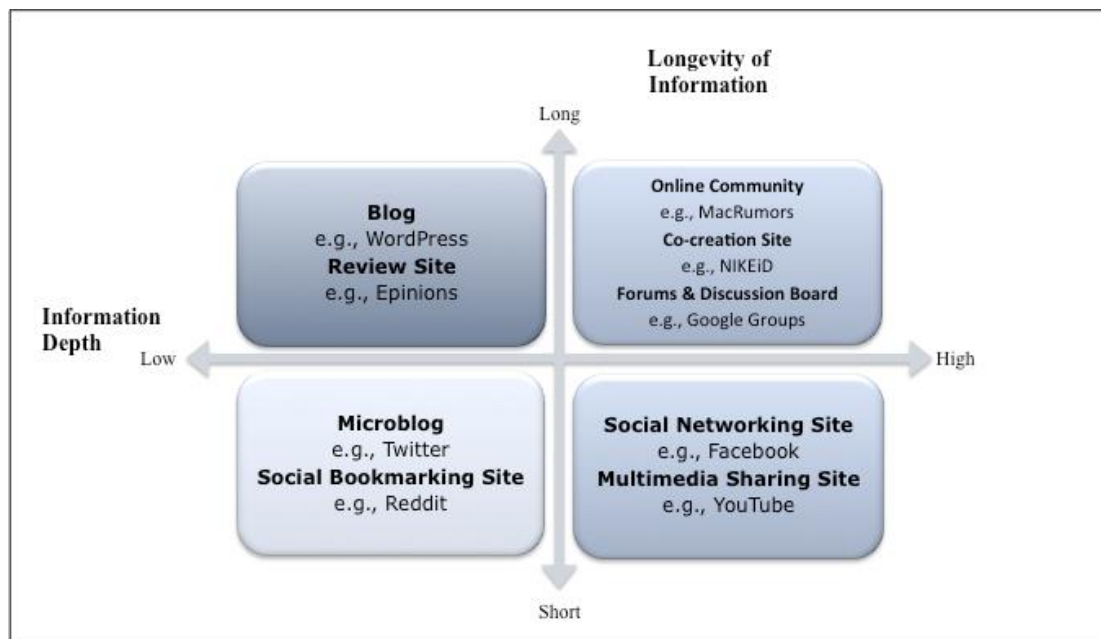 Longevity of
Information
Long
Blog
e.g., WordPress
Review Site
e.g., Epinions
Online Community
e.g., MacRumors
Co-creation Site
e.g., NIKEiD
Forums & Discussion Board
e.g., Google Groups
Information
Depth
Low
High
Microblog
e.g., Twitter
Social Bookmarking Site
e.g., Reddit
Social Networking Site
e.g., Facebook
Multimedia Sharing Site
e.g., YouTube
Short